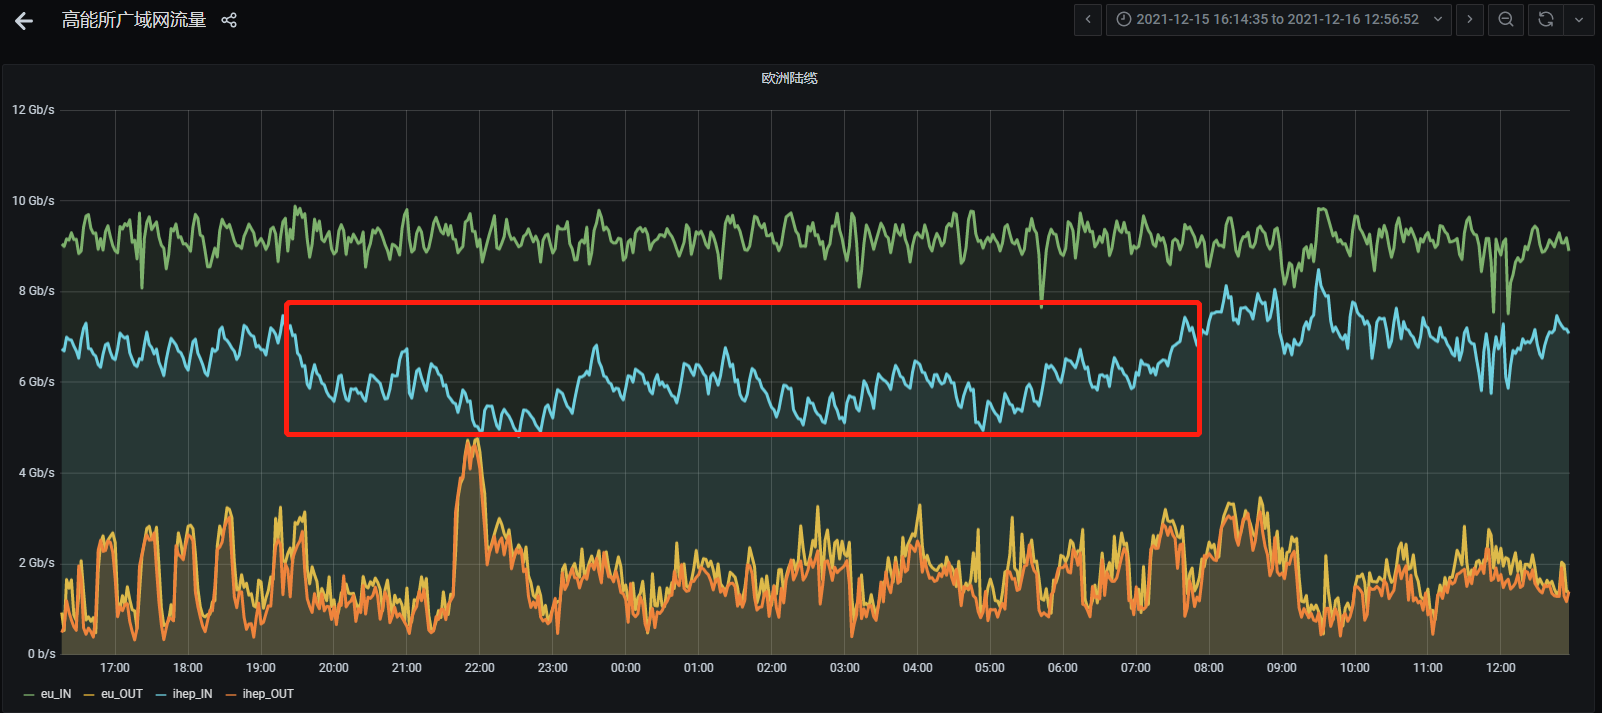 高能所广域网流量
2021-12-15 16:14:35 to 2021-12-16 12:56:52
欧洲陆缆
12 Gb/s
10 Gb/s
8 Gb/s
6 Gb/s
4 Gb/s
2 Gb/s
0 b/s
17:00 18:00 19:00 20:00 21:00 22:00 23:00 00:00 01:00 02:00 03:00 04:00 05:00 06:00 07:00 08:00 09:00 10:00 11:00 12:00
eu_IN eu_OUT ihep_IN ihep_OUT